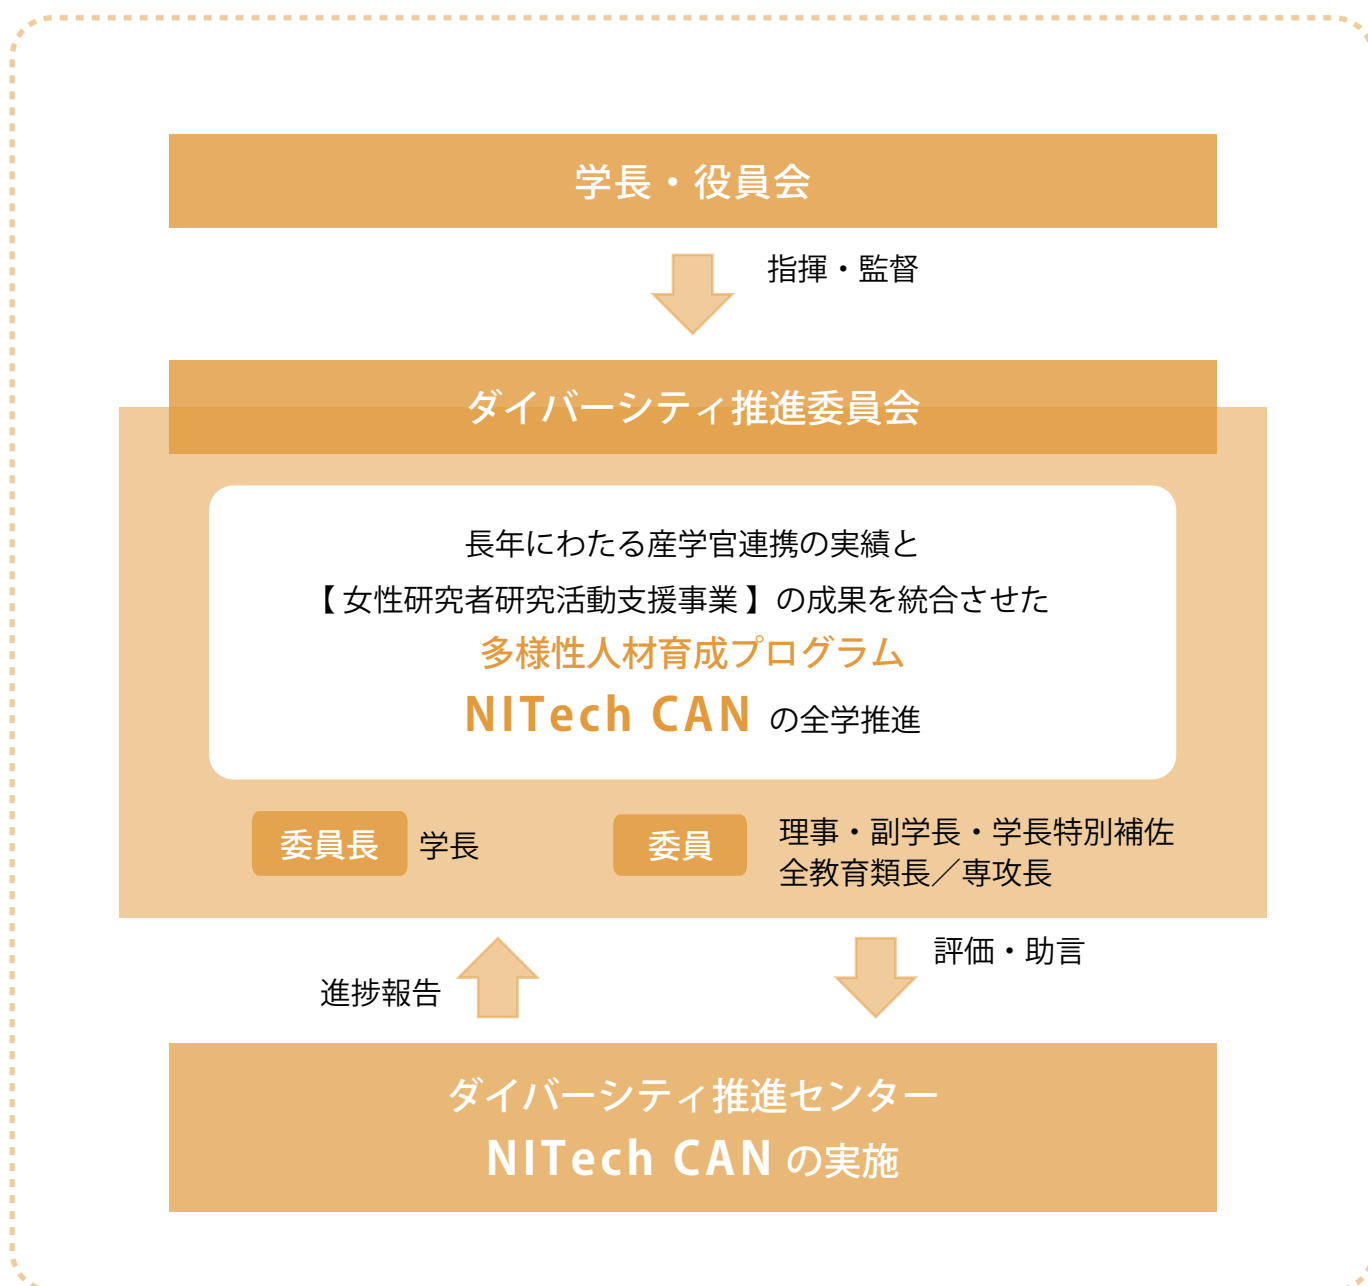 学長・役員会
指揮・監督
ダイバーシティ推進委員会
長年にわたる産学官連携の実績と
【 女性研究者研究活動支援事業 】の成果を統合させた
多様性人材育成プログラム
NITech CAN の全学推進
委員長 学長
委員 理事・副学長・学長特別補佐
全教育類長／専攻長
進捗報告
評価・助言
ダイバーシティ推進センター
NITech CAN の実施